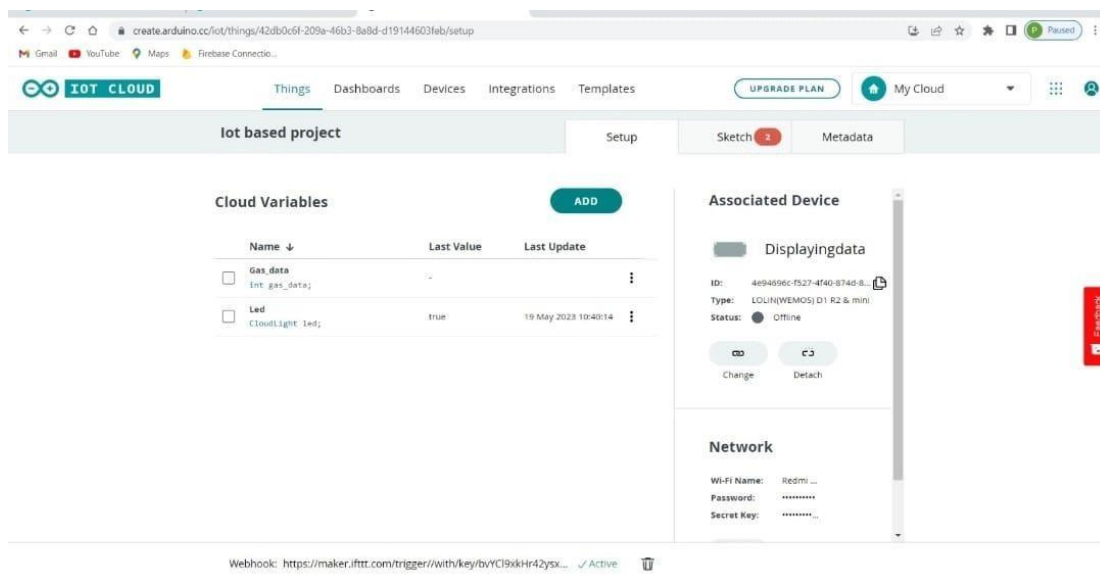 create.arduino.cc/iot/things/42db0c6f-209a-46b3-8a8d-d19144603feb/setup
Paused
Gmail YouTube Maps Firebase Connectio...
IOT CLOUD Things Dashboards Devices Integrations Templates UPGRADE PLAN My Cloud
Iot based project Setup Sketch 2 Metadata
Cloud Variables ADD
Name ↓ Last Value Last Update
Gas_data
int gas_data; -
Led
CloudLight led; true 19 May 2023 10:40:14
Associated Device
Displayingdata
ID: 4e94696c-f527-4f40-874d-8...
Type: LOLIN(WEMOS) D1 R2 & mini
Status: Offline
Change Detach
Network
Wi-Fi Name: Redmi ...
Password: ••••••••••
Secret Key: •••••••••...
Feedback
Webhook: https://maker.ifttt.com/trigger//with/key/bvYCl9xkHr42ysx... ✓ Active